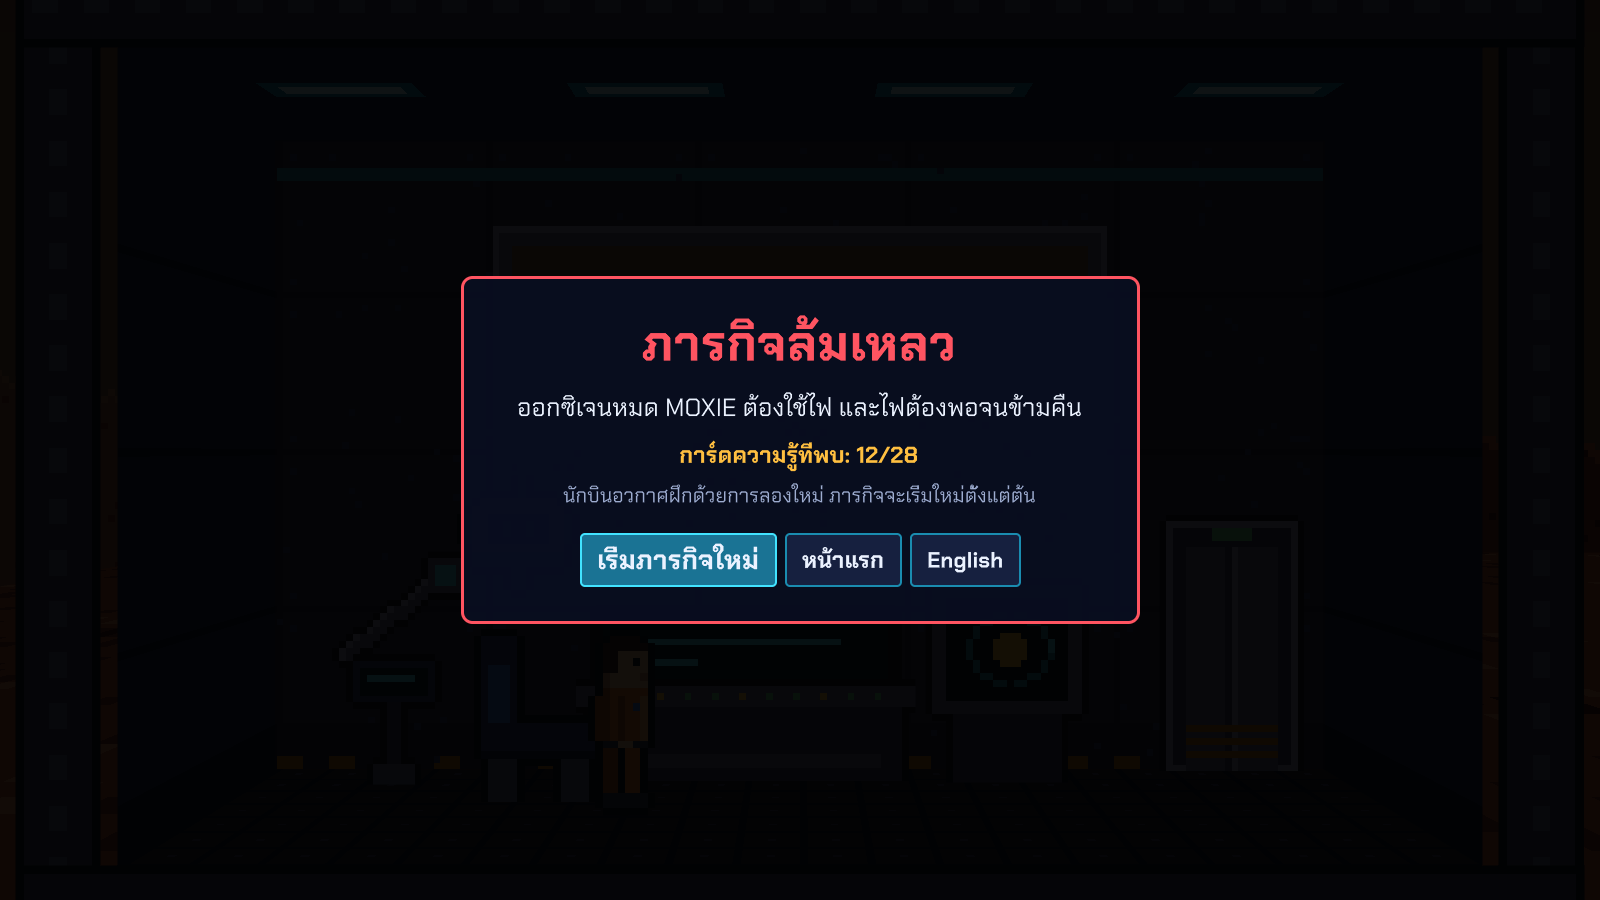 ภารกิจล้มเหลว
ออกซิเจนหมด MOXIE ต้องใช้ไฟ และไฟต้องพอจนข้ามคืน
การ์ดความรู้ที่พบ: 12/28
นักบินอวกาศฝึกด้วยการลองใหม่ ภารกิจจะเริ่มใหม่ตั้งแต่ต้น
เริ่มภารกิจใหม่ หน้าแรก English